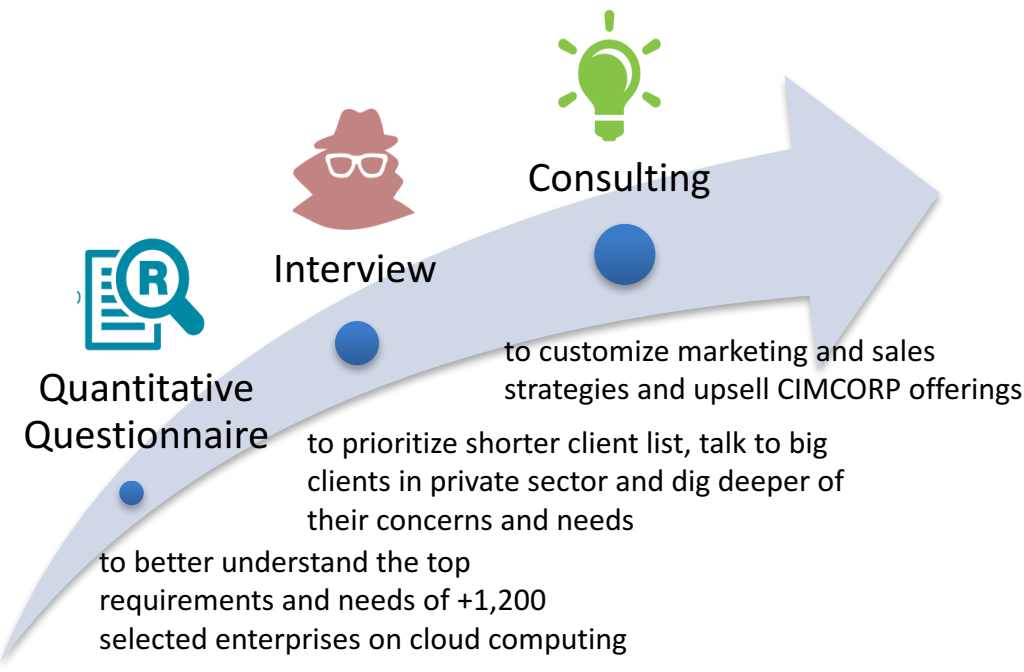 Consulting
Interview
R
Quantitative
Questionnaire
to customize marketing and sales
strategies and upsell CIMCORP offerings
to prioritize shorter client list, talk to big
clients in private sector and dig deeper of
their concerns and needs
to better understand the top
requirements and needs of +1,200
selected enterprises on cloud computing